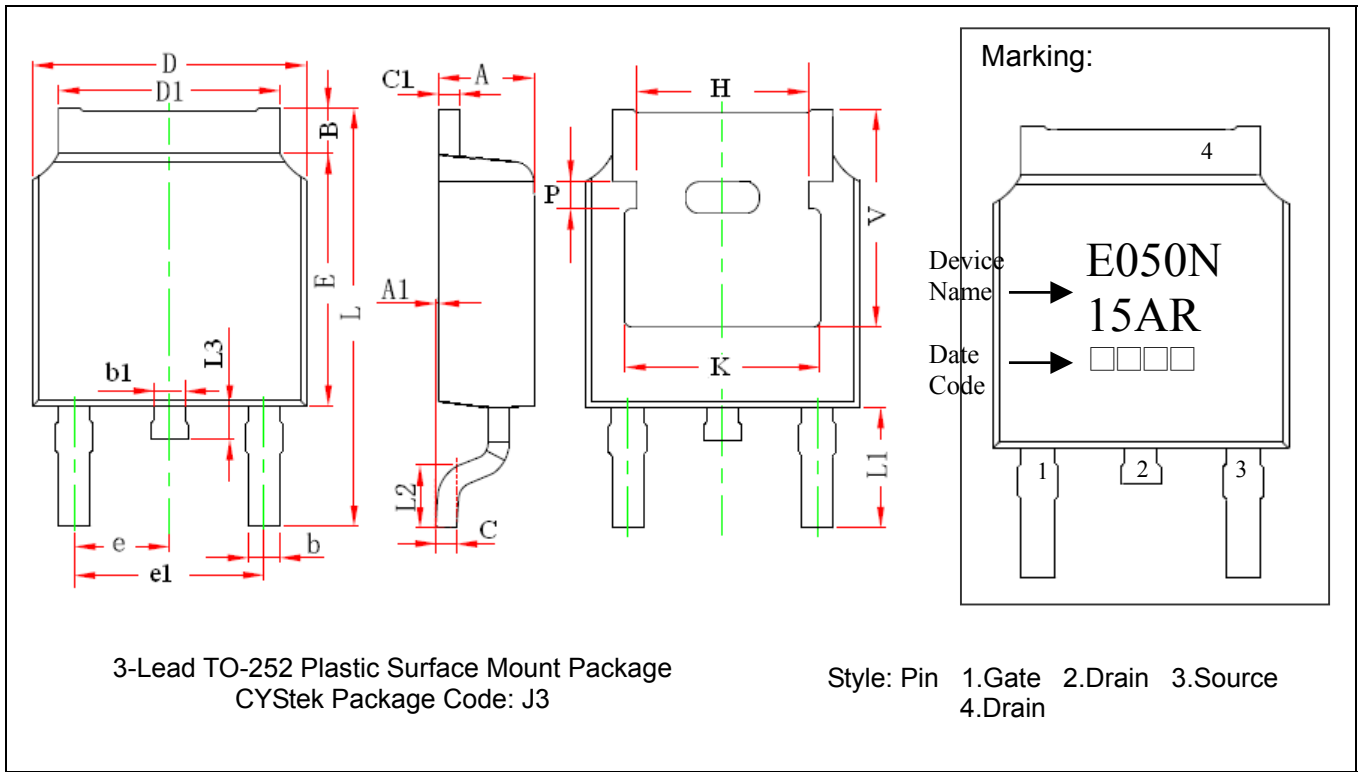 D
D1
B
E
L
L3
b1
e
e1
b
C1
A
A1
L2
C
H
P
V
K
L1
Marking:
4
Device
Name
E050N
15AR
Date
Code
□□□□
1
2
3
3-Lead TO-252 Plastic Surface Mount Package
CYStek Package Code: J3
Style: Pin 1.Gate 2.Drain 3.Source
4.Drain